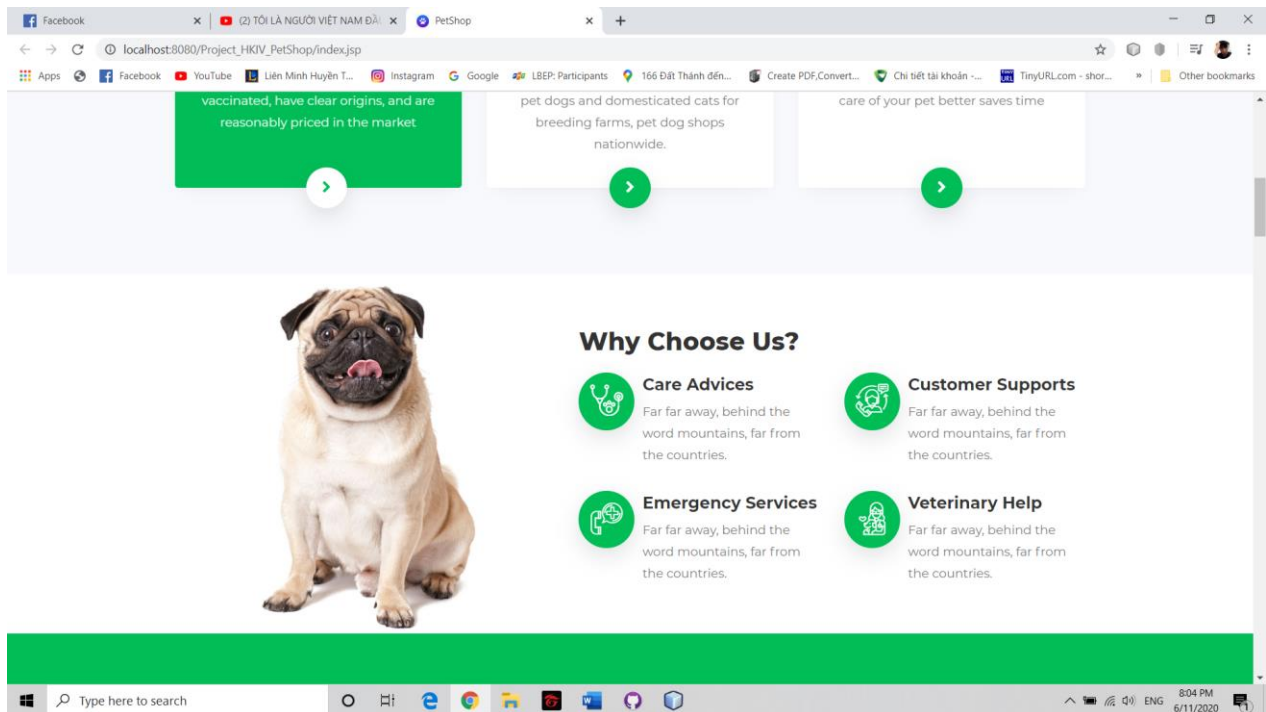 Facebook
(2) TÔI LÀ NGƯỜI VIỆT NAM ĐẦU
PetShop
localhost:8080/Project_HKIV_PetShop/index.jsp
Apps
Facebook
YouTube
Liên Minh Huyền T...
Instagram
Google
LBEP: Participants
166 Đất Thánh đến...
Create PDF,Convert...
Chi tiết tài khoản -...
TinyURL.com - shor...
Other bookmarks
vaccinated, have clear origins, and are
reasonably priced in the market
pet dogs and domesticated cats for
breeding farms, pet dog shops
nationwide.
care of your pet better saves time
Why Choose Us?
Care Advices
Far far away, behind the
word mountains, far from
the countries.
Customer Supports
Far far away, behind the
word mountains, far from
the countries.
Emergency Services
Far far away, behind the
word mountains, far from
the countries.
Veterinary Help
Far far away, behind the
word mountains, far from
the countries.
Type here to search
ENG
8:04 PM
6/11/2020